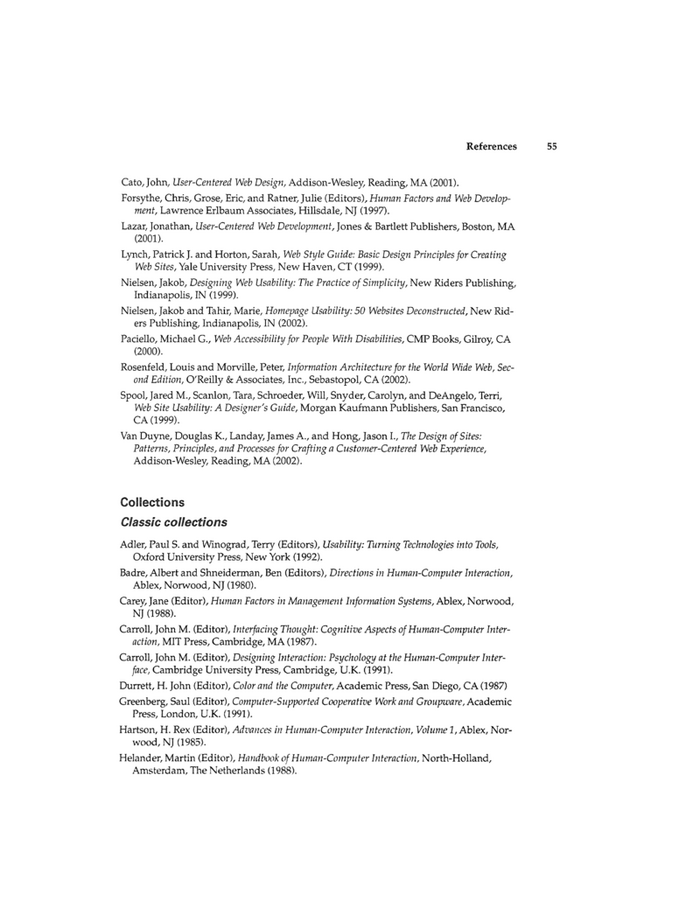 References 55
Cato, John, User-Centered Web Design, Addison-Wesley, Reading, MA (2001).
Forsythe, Chris, Grose, Eric, and Ratner, Julie (Editors), Human Factors and Web Develop-
ment, Lawrence Erlbaum Associates, Hillsdale, NJ (1997).
Lazar, Jonathan, User-Centered Web Development, Jones & Bartlett Publishers, Boston, MA
(2001).
Lynch, Patrick J. and Horton, Sarah, Web Style Guide: Basic Design Principles for Creating
Web Sites, Yale University Press, New Haven, CT (1999).
Nielsen, Jakob, Designing Web Usability: The Practice of Simplicity, New Riders Publishing,
Indianapolis, IN (1999).
Nielsen, Jakob and Tahir, Marie, Homepage Usability: 50 Websites Deconstructed, New Rid-
ers Publishing, Indianapolis, IN (2002).
Paciello, Michael G., Web Accessibility for People With Disabilities, CMP Books, Gilroy, CA
(2000).
Rosenfeld, Louis and Morville, Peter, Information Architecture for the World Wide Web, Sec-
ond Edition, O'Reilly & Associates, Inc., Sebastopol, CA (2002).
Spool, Jared M., Scanlon, Tara, Schroeder, Will, Snyder, Carolyn, and DeAngelo, Terri,
Web Site Usability: A Designer's Guide, Morgan Kaufmann Publishers, San Francisco,
CA (1999).
Van Duyne, Douglas K., Landay, James A., and Hong, Jason I., The Design of Sites:
Patterns, Principles, and Processes for Crafting a Customer-Centered Web Experience,
Addison-Wesley, Reading, MA (2002).
Collections
Classic collections
Adler, Paul S. and Winograd, Terry (Editors), Usability: Turning Technologies into Tools,
Oxford University Press, New York (1992).
Badre, Albert and Shneiderman, Ben (Editors), Directions in Human-Computer Interaction,
Ablex, Norwood, NJ (1980).
Carey, Jane (Editor), Human Factors in Management Information Systems, Ablex, Norwood,
NJ (1988).
Carroll, John M. (Editor), Interfacing Thought: Cognitive Aspects of Human-Computer Inter-
action, MIT Press, Cambridge, MA (1987).
Carroll, John M. (Editor), Designing Interaction: Psychology at the Human-Computer Inter-
face, Cambridge University Press, Cambridge, U.K. (1991).
Durrett, H. John (Editor), Color and the Computer, Academic Press, San Diego, CA (1987)
Greenberg, Saul (Editor), Computer-Supported Cooperative Work and Groupware, Academic
Press, London, U.K. (1991).
Hartson, H. Rex (Editor), Advances in Human-Computer Interaction, Volume 1, Ablex, Nor-
wood, NJ (1985).
Helander, Martin (Editor), Handbook of Human-Computer Interaction, North-Holland,
Amsterdam, The Netherlands (1988).